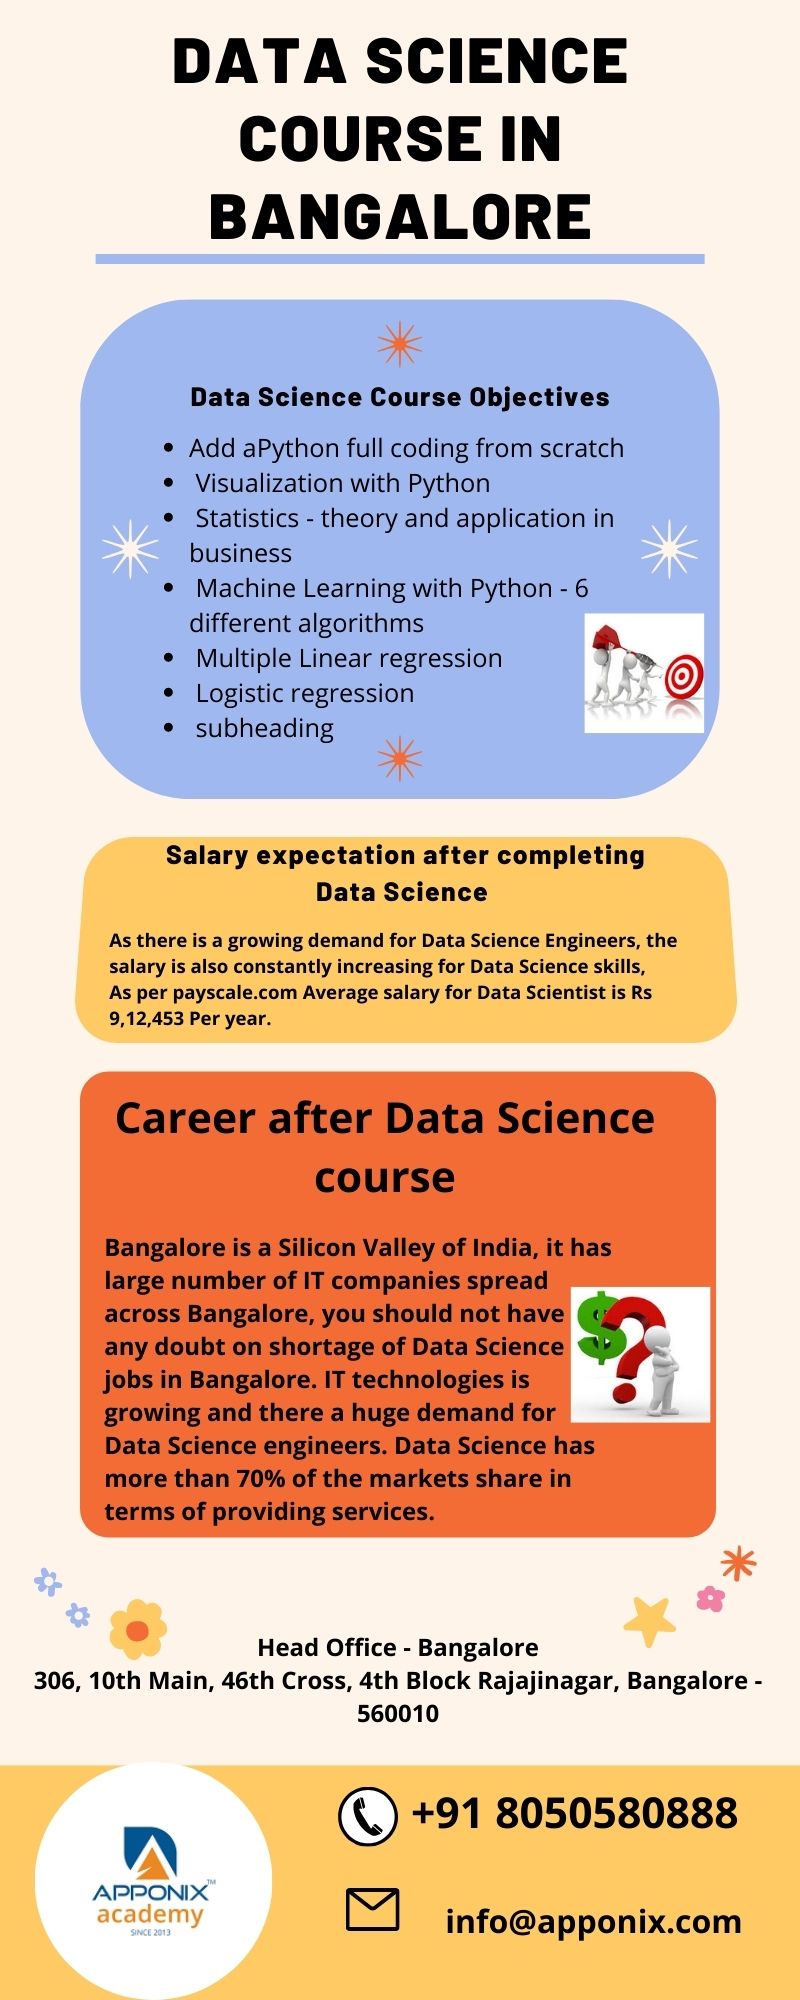 DATA SCIENCE
COURSE IN
BANGALORE
Data Science Course Objectives
• Add aPython full coding from scratch
• Visualization with Python
• Statistics - theory and application in
business
• Machine Learning with Python - 6
different algorithms
• Multiple Linear regression
• Logistic regression
• subheading
Salary expectation after completing
Data Science
As there is a growing demand for Data Science Engineers, the
salary is also constantly increasing for Data Science skills,
As per payscale.com Average salary for Data Scientist is Rs
9,12,453 Per year.
Career after Data Science
course
Bangalore is a Silicon Valley of India, it has
large number of IT companies spread
across Bangalore, you should not have
any doubt on shortage of Data Science
jobs in Bangalore. IT technologies is
growing and there a huge demand for
Data Science engineers. Data Science has
more than 70% of the markets share in
terms of providing services.
Head Office - Bangalore
306, 10th Main, 46th Cross, 4th Block Rajajinagar, Bangalore -
560010
APPONIX™
academy
SINCE 2013
+91 8050580888
info@apponix.com